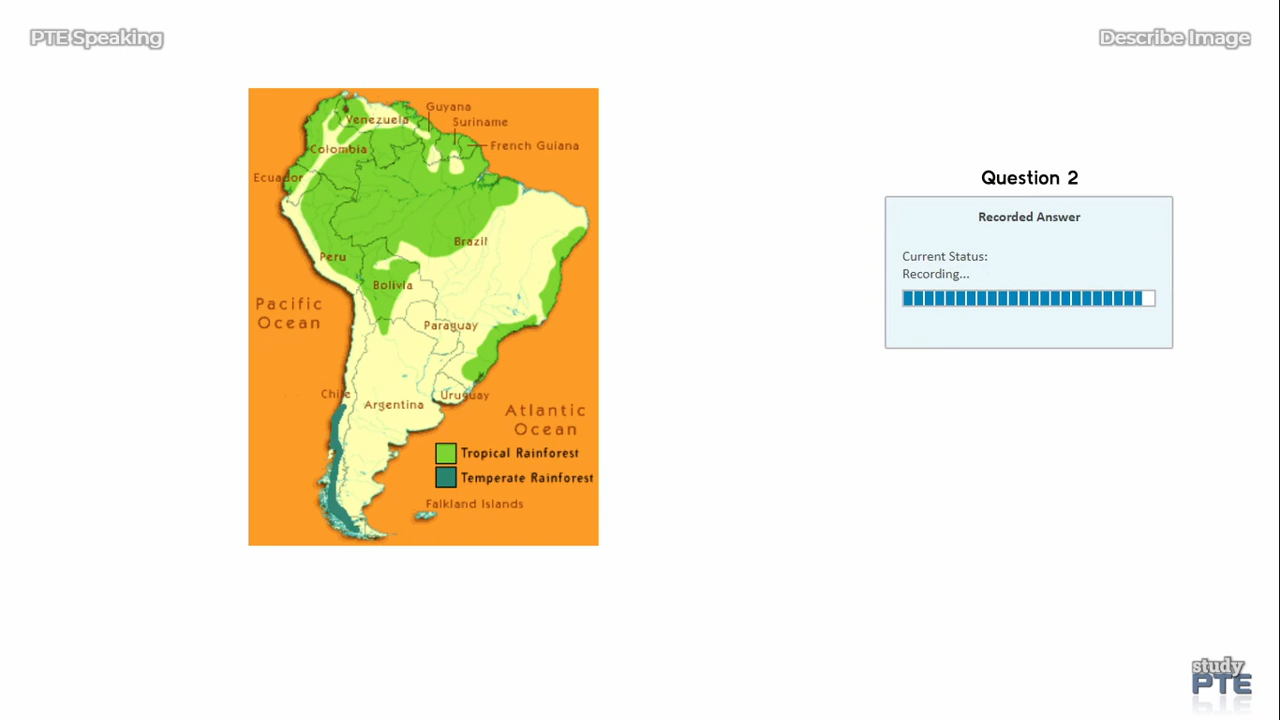 PTE Speaking
Describe Image
Guyana
Venezuela
Suriname
French Guiana
Colombia
Ecuador
Brazil
Peru
Bolivia
Pacific
Ocean
Paraguay
Chile
Argentina
Uruguay
Atlantic
Ocean
Tropical Rainforest
Temperate Rainforest
Falkland Islands
Question 2
Recorded Answer
Current Status:
Recording...
study
PTE